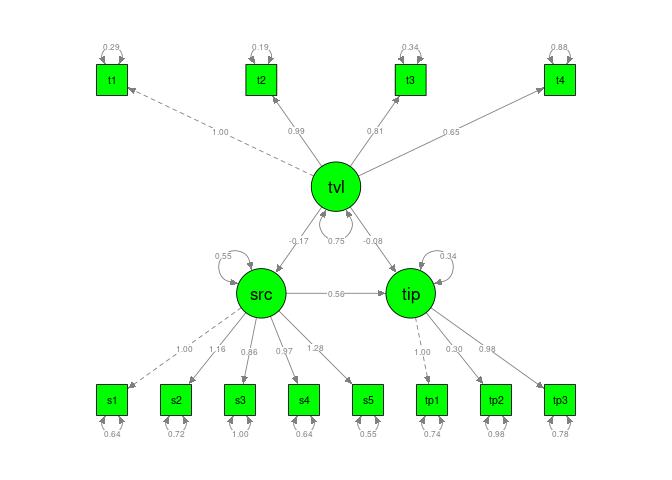 0.29 0.19 0.34 0.88
t1 t2 t3 t4
1.00 0.99 0.81 0.65
tvl
-0.17 0.75 -0.08
0.55 0.34
src 0.56 tip
1.00 1.16 0.86 0.97 1.28 1.00 0.30 0.98
s1 s2 s3 s4 s5 tp1 tp2 tp3
0.64 0.72 1.00 0.64 0.55 0.74 0.98 0.78